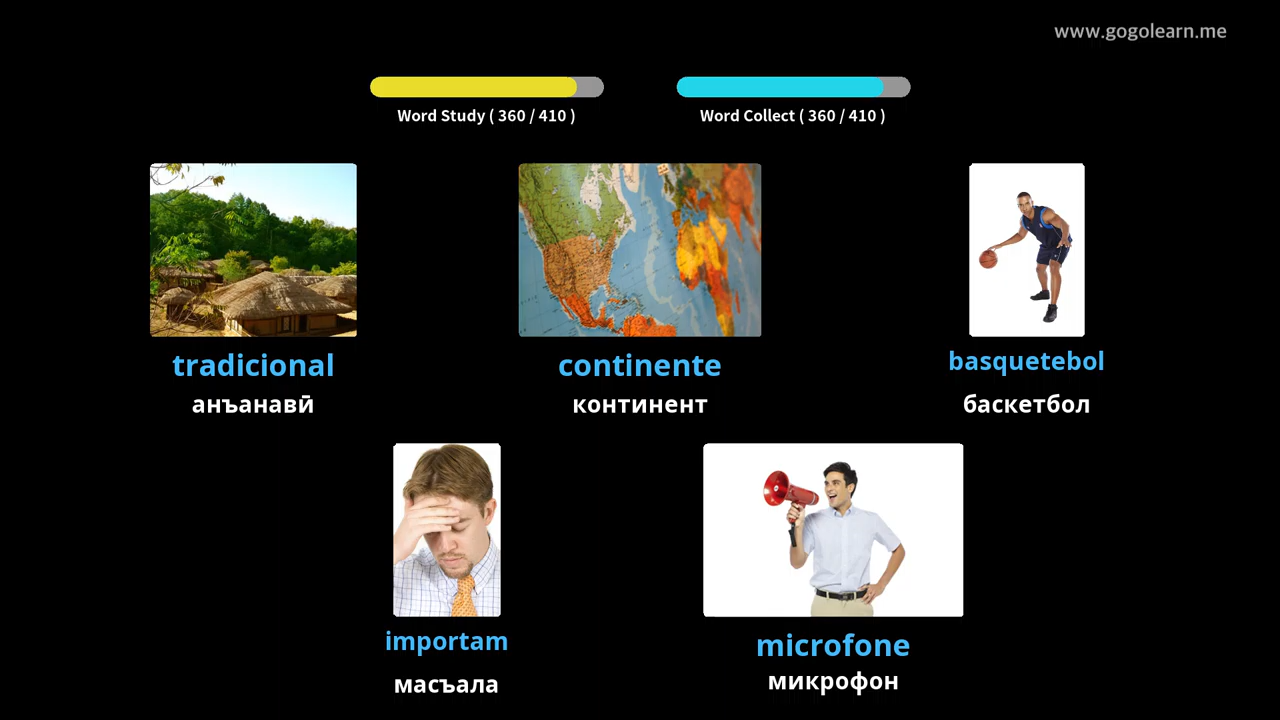 www.gogolearn.me
Word Study ( 360 / 410 )
Word Collect ( 360 / 410 )
tradicional
анъанавӣ
continente
континент
basquetebol
баскетбол
importam
масъала
microfone
микрофон